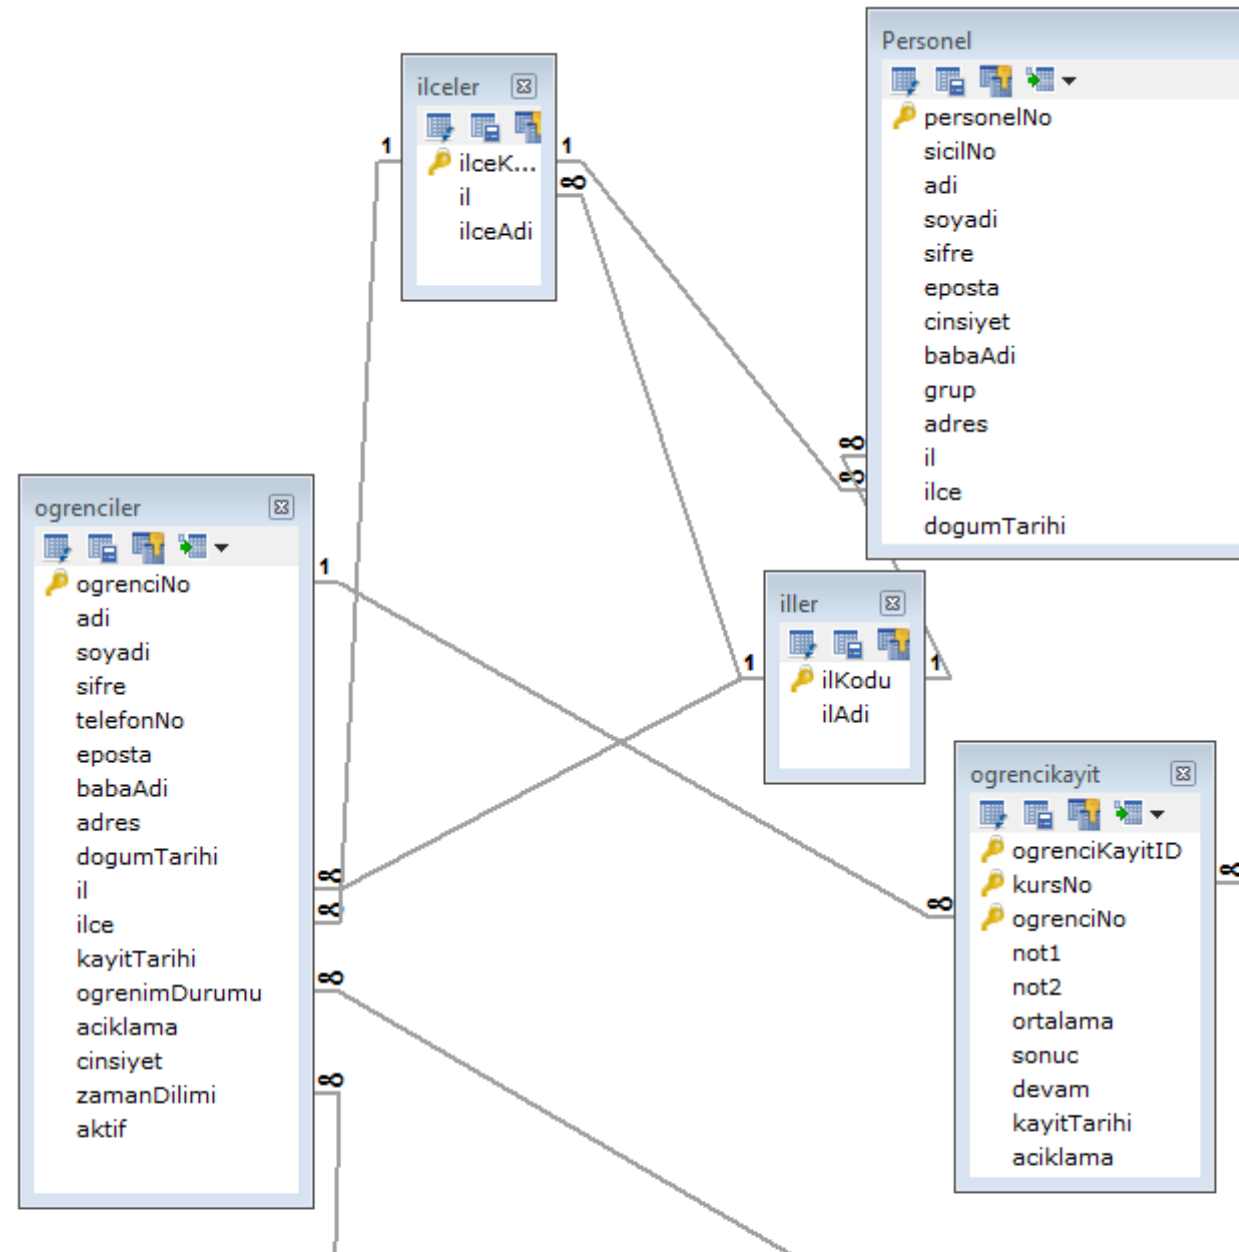 ilceler
1
1
ilceK...
∞
il
ilceAdi
Personel
personelNo
sicilNo
adi
soyadi
sifre
eposta
cinsiyet
babaAdi
grup
adres
∞
il
∞
ilce
dogumTarihi
ogrenciler
1
ogrenciNo
adi
soyadi
sifre
telefonNo
eposta
babaAdi
adres
dogumTarihi
il
∞
ilce
∞
kayitTarihi
ogrenimDurumu
∞
aciklama
cinsiyet
zamanDilimi
∞
aktif
iller
1
1
ilKodu
ilAdi
ogrencikayit
ogrenciKayitID
∞
kursNo
∞
ogrenciNo
not1
not2
ortalama
sonuc
devam
kayitTarihi
aciklama